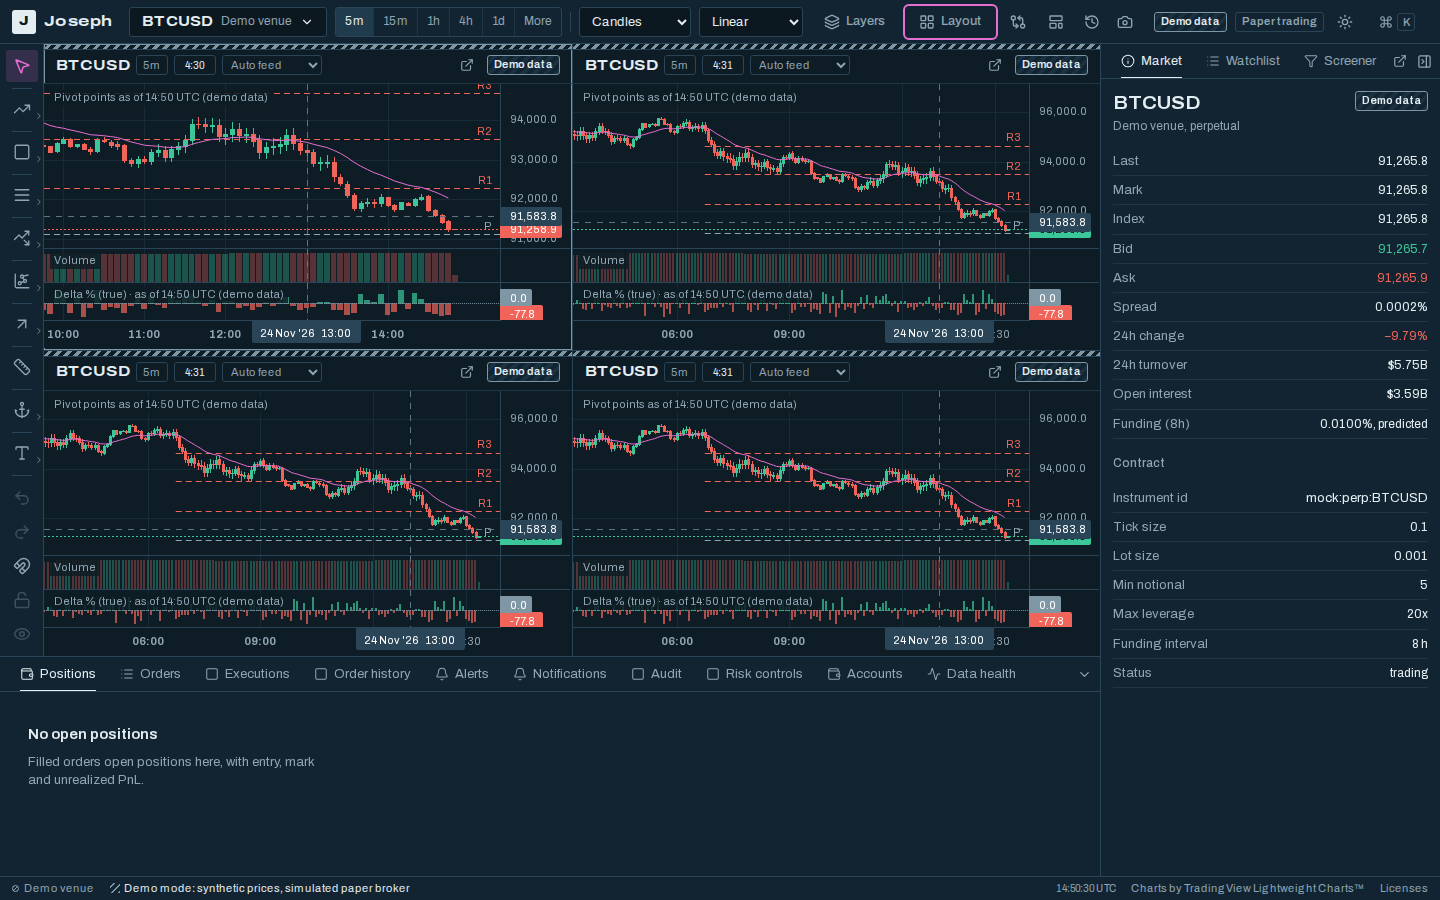 J Joseph BTCUSD Demo venue 5m 15m 1h 4h 1d More Candles Linear Layers Layout Demo data Paper trading ⌘ K
BTCUSD 5m 4:30 Auto feed Demo data
Pivot points as of 14:50 UTC (demo data)
R3
R2
R1
P
94,000.0
93,000.0
92,000.0
91,583.8
91,258.9
91,000.0
Volume
Delta % (true) · as of 14:50 UTC (demo data)
0.0
-77.8
10:00 11:00 12:00 24 Nov '26 13:00 14:00
BTCUSD 5m 4:31 Auto feed Demo data
Pivot points as of 14:50 UTC (demo data)
R3
R2
R1
P
96,000.0
94,000.0
92,000.0
91,583.8
Volume
Delta % (true) · as of 14:50 UTC (demo data)
0.0
-77.8
06:00 09:00 24 Nov '26 13:00 :30
BTCUSD 5m 4:31 Auto feed Demo data
Pivot points as of 14:50 UTC (demo data)
R3
R2
R1
P
96,000.0
94,000.0
92,000.0
91,583.8
Volume
Delta % (true) · as of 14:50 UTC (demo data)
0.0
-77.8
06:00 09:00 24 Nov '26 13:00 :30
BTCUSD 5m 4:31 Auto feed Demo data
Pivot points as of 14:50 UTC (demo data)
R3
R2
R1
P
96,000.0
94,000.0
92,000.0
91,583.8
Volume
Delta % (true) · as of 14:50 UTC (demo data)
0.0
-77.8
06:00 09:00 24 Nov '26 13:00 :30
Market Watchlist Screener
BTCUSD Demo data
Demo venue, perpetual
Last 91,265.8
Mark 91,265.8
Index 91,265.8
Bid 91,265.7
Ask 91,265.9
Spread 0.0002%
24h change −9.79%
24h turnover $5.75B
Open interest $3.59B
Funding (8h) 0.0100%, predicted
Contract
Instrument id mock:perp:BTCUSD
Tick size 0.1
Lot size 0.001
Min notional 5
Max leverage 20x
Funding interval 8 h
Status trading
Positions Orders Executions Order history Alerts Notifications Audit Risk controls Accounts Data health
No open positions
Filled orders open positions here, with entry, mark
and unrealized PnL.
Demo venue Demo mode: synthetic prices, simulated paper broker 14:50:30 UTC Charts by TradingView Lightweight Charts™ Licenses